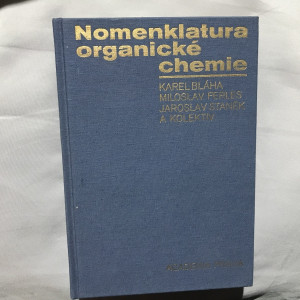 Nomenklatura
organické
chemie
KAREL BLÁHA
MILOSLAV FERLES
JAROSLAV STANĚK
A KOLEKTIV